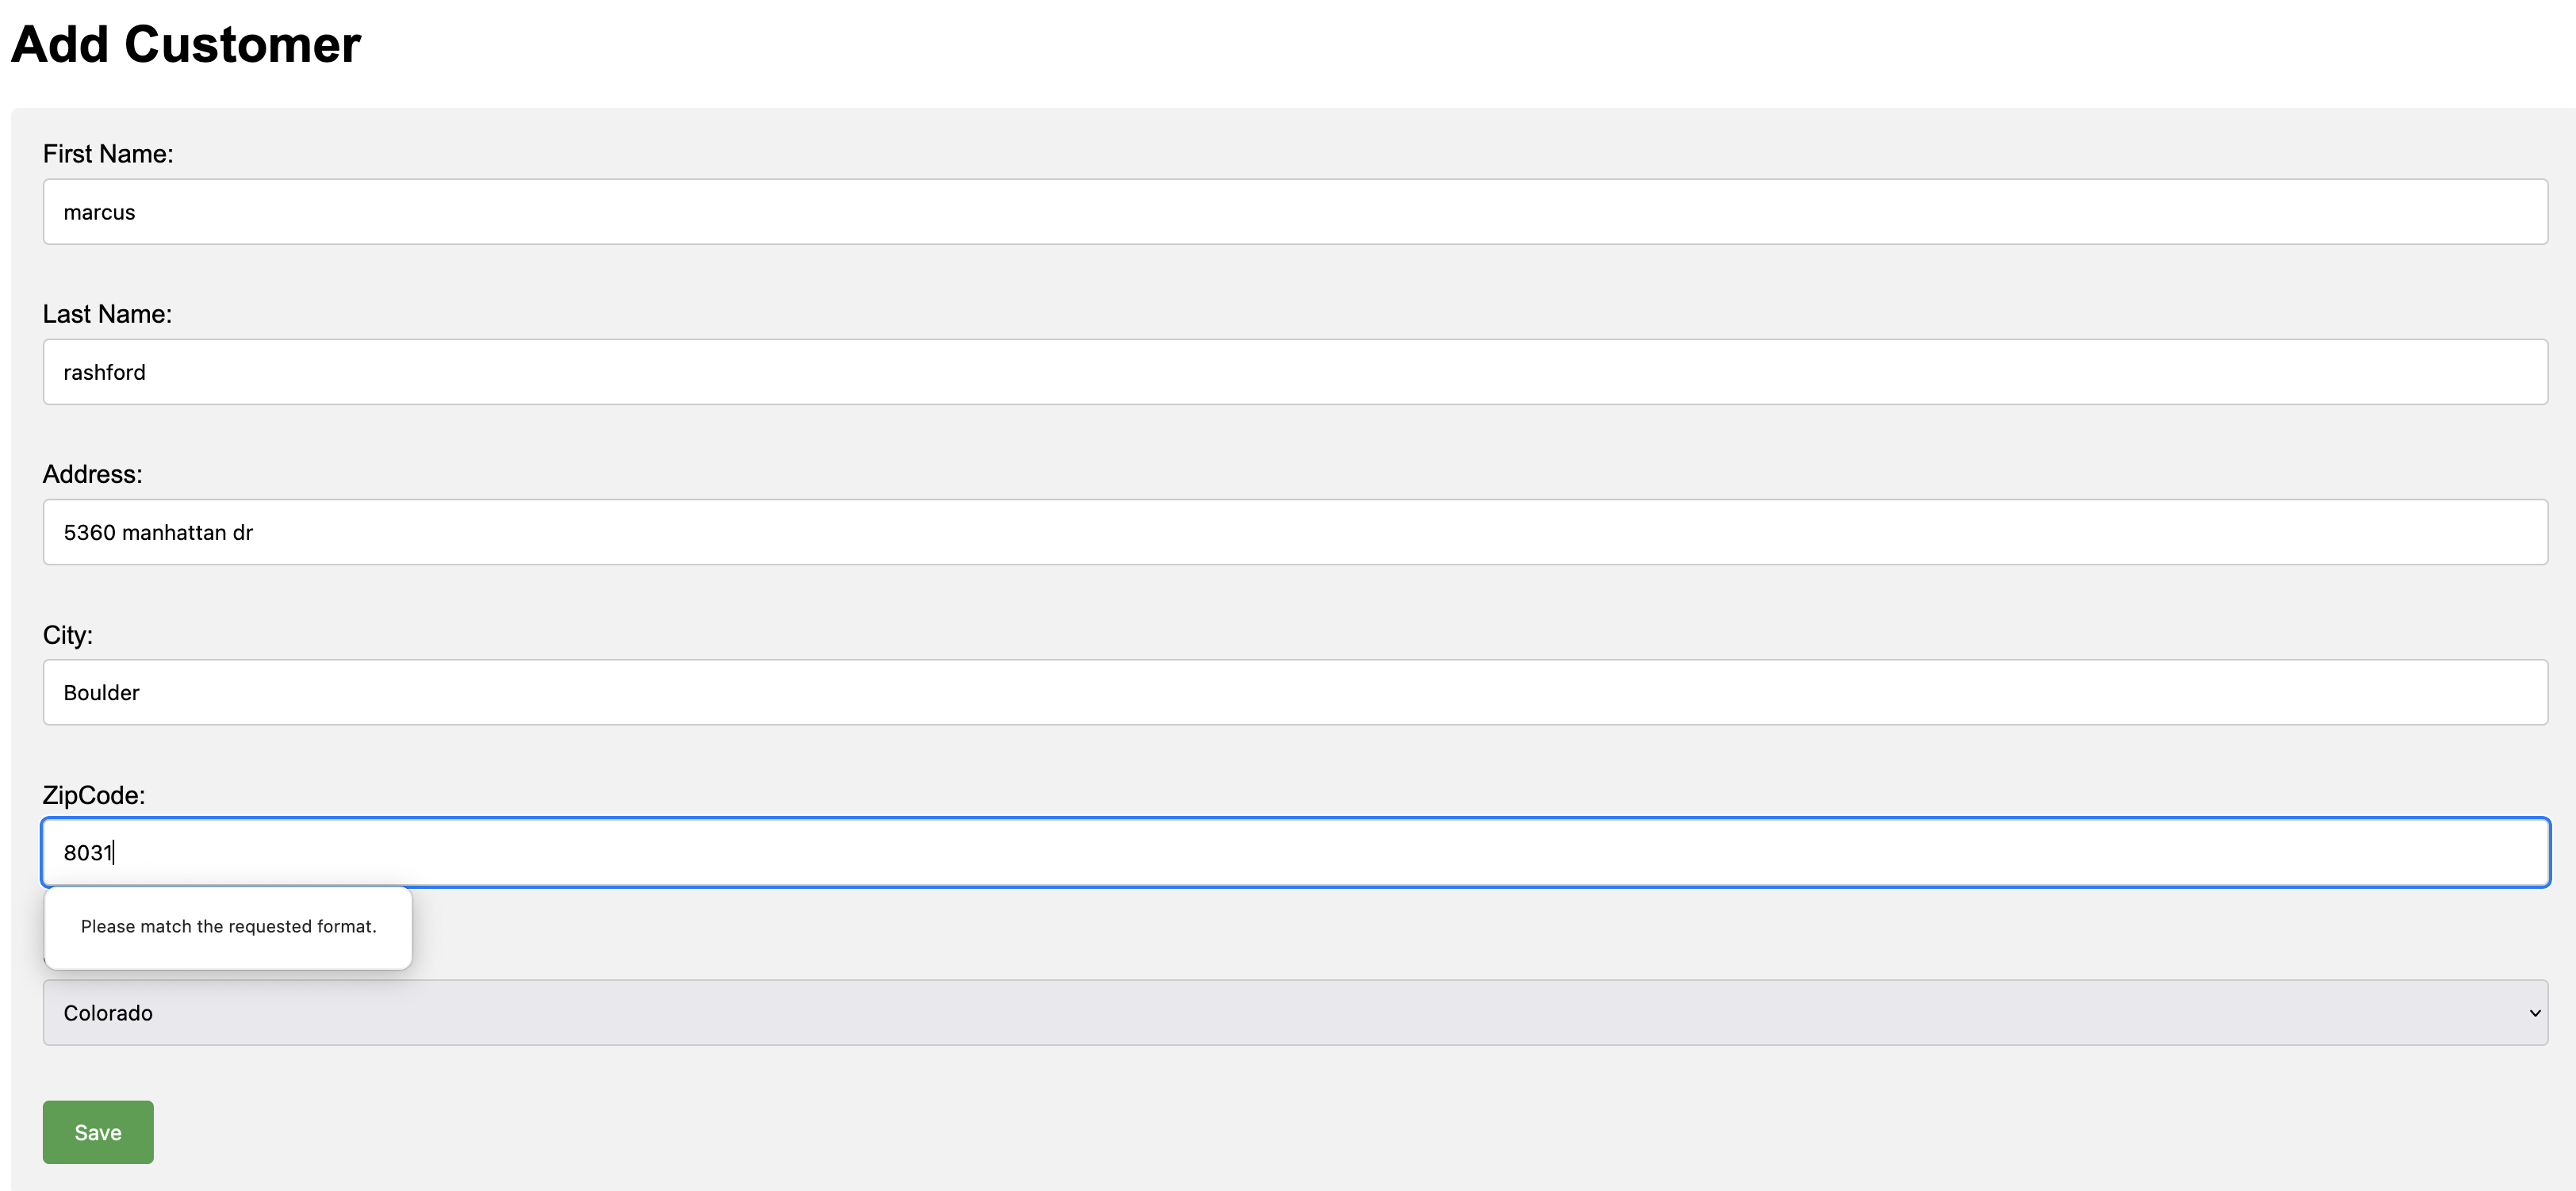 Add Customer
First Name:
marcus
Last Name:
rashford
Address:
5360 manhattan dr
City:
Boulder
ZipCode:
8031
Please match the requested format.
Colorado
Save